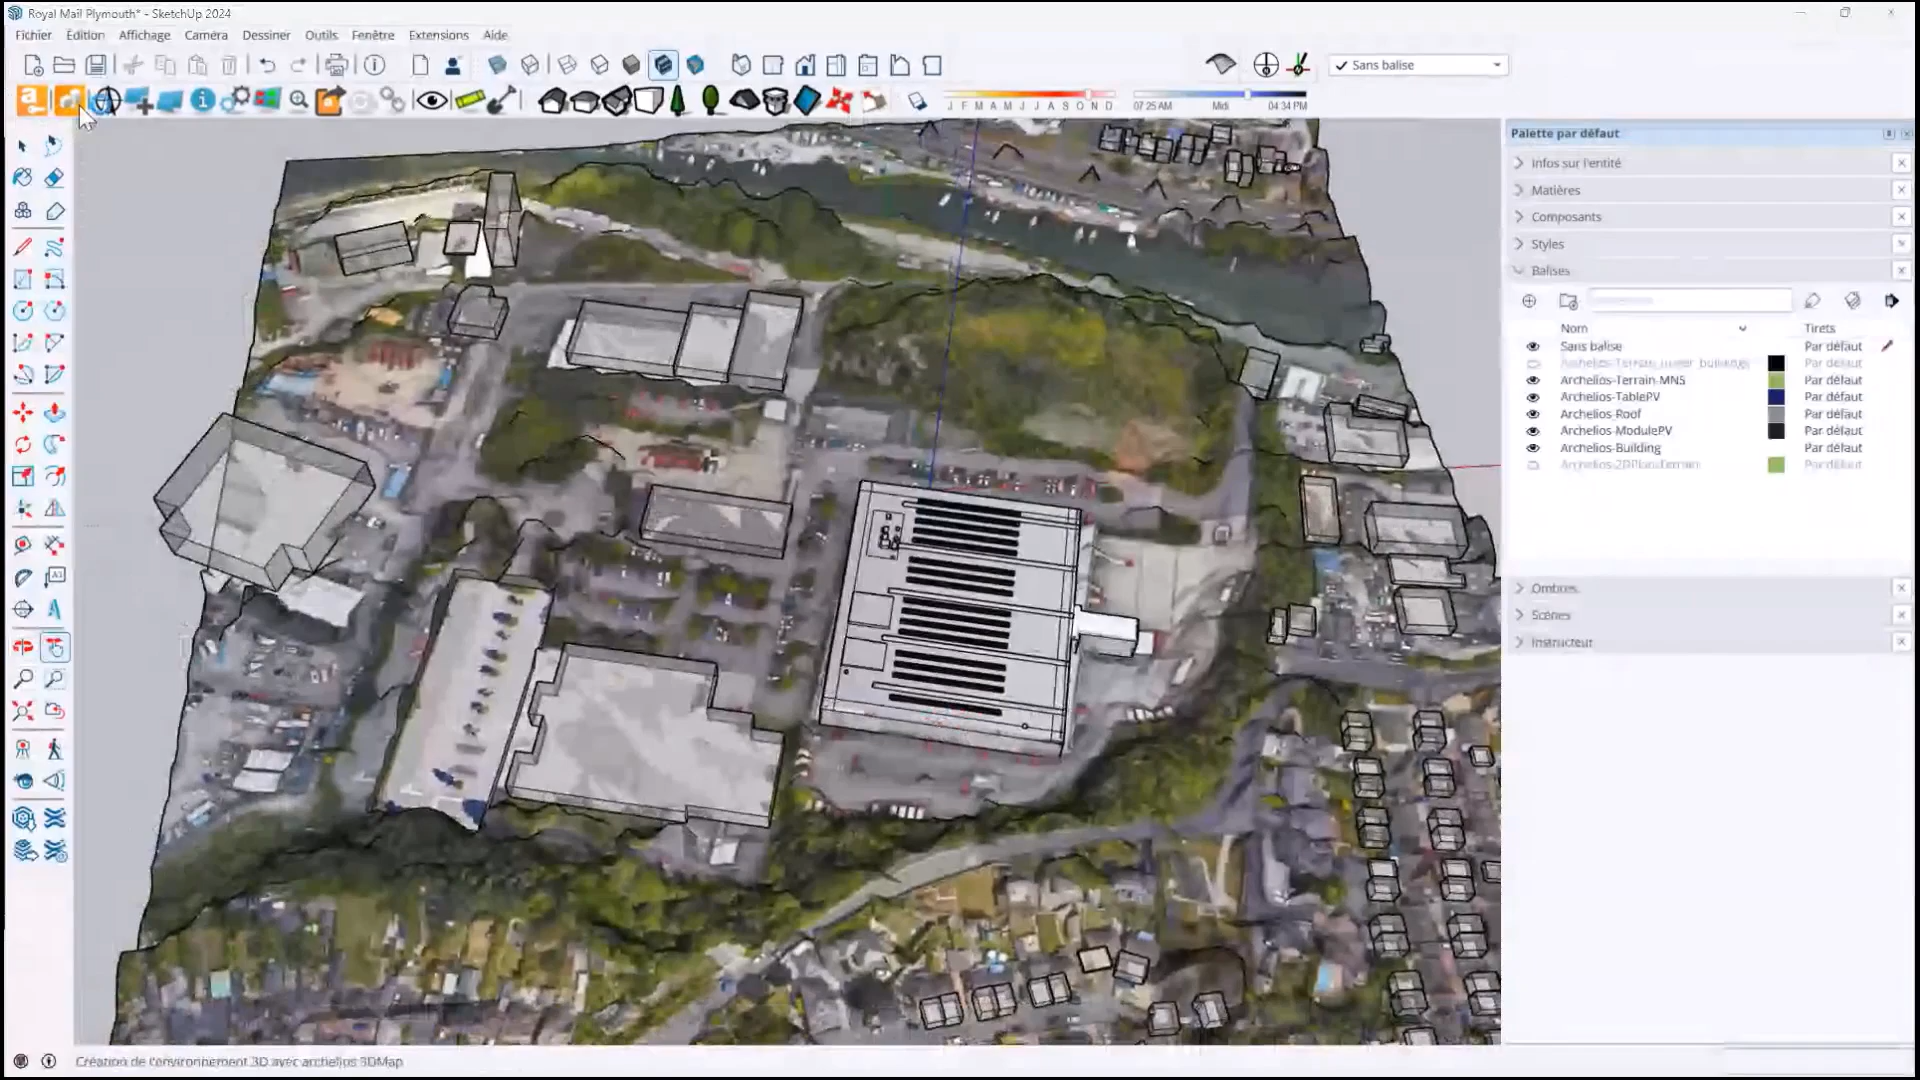 Royal Mail Plymouth* - SketchUp 2024
Fichier Édition Affichage Caméra Dessiner Outils Fenêtre Extensions Aide
Sans balise
J F M A M J J A S O N D
07:25 AM Midi 04:34 PM
Palette par défaut
Infos sur l'entité
Matières
Composants
Styles
Balises
Nom Tirets
Sans balise Par défaut
Par défaut
Archelios-Terrain-MNS Par défaut
Archelios-TablePV Par défaut
Archelios-Roof Par défaut
Archelios-ModulePV Par défaut
Archelios-Building Par défaut
Archelios-2DPlansTerrain Par défaut
Ombres
Scènes
Instructeur
Création de l'environnement 3D avec archelios 3DMap